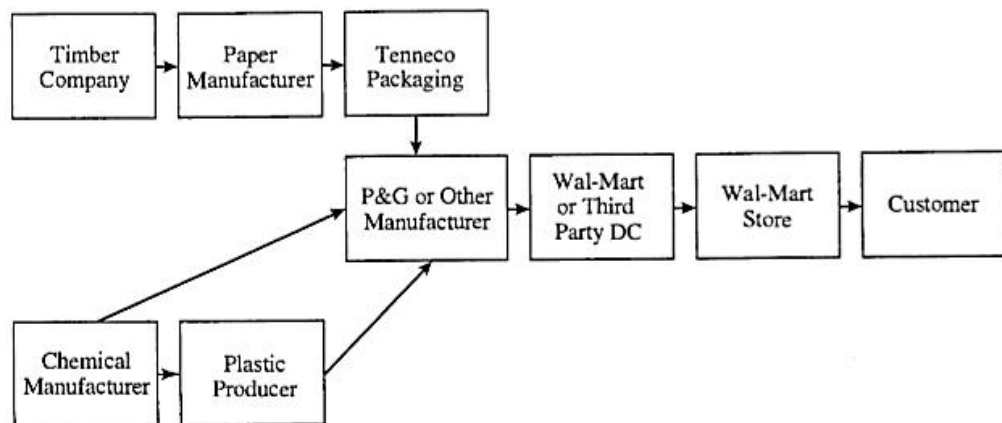 Timber
Company
Paper
Manufacturer
Tenneco
Packaging
P&G or Other
Manufacturer
Wal-Mart
or Third
Party DC
Wal-Mart
Store
Customer
Chemical
Manufacturer
Plastic
Producer